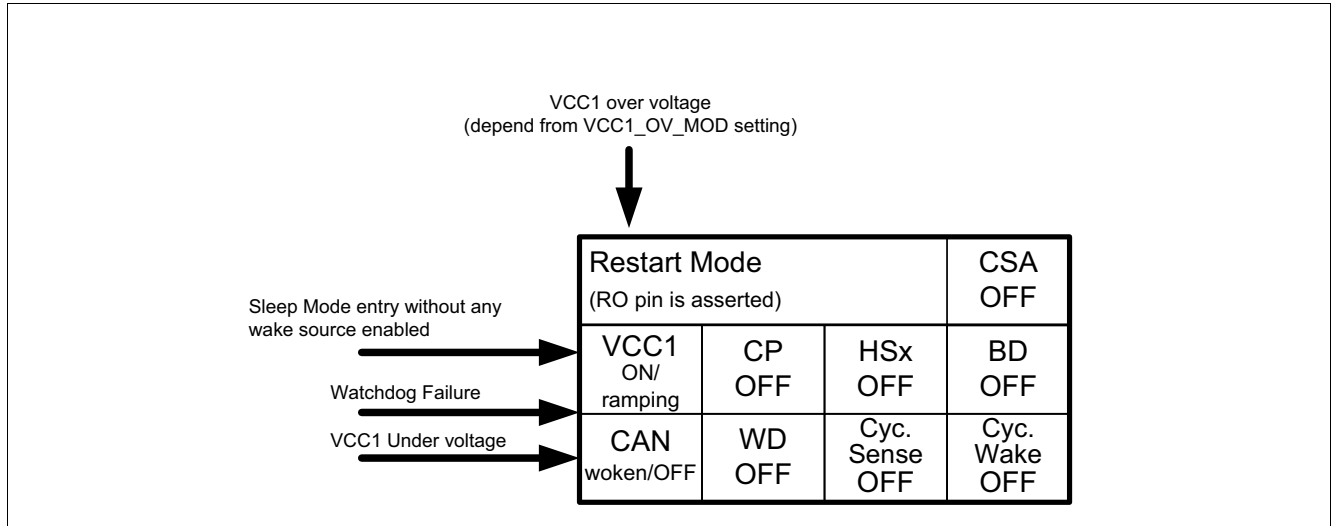 VCC1 over voltage
(depend from VCC1_OV_MOD setting)
Restart Mode
(RO pin is asserted)
CSA
OFF
Sleep Mode entry without any
wake source enabled
Watchdog Failure
VCC1 Under voltage
VCC1
ON/
ramping
CP
OFF
HSx
OFF
BD
OFF
CAN
woken/OFF
WD
OFF
Cyc.
Sense
OFF
Cyc.
Wake
OFF